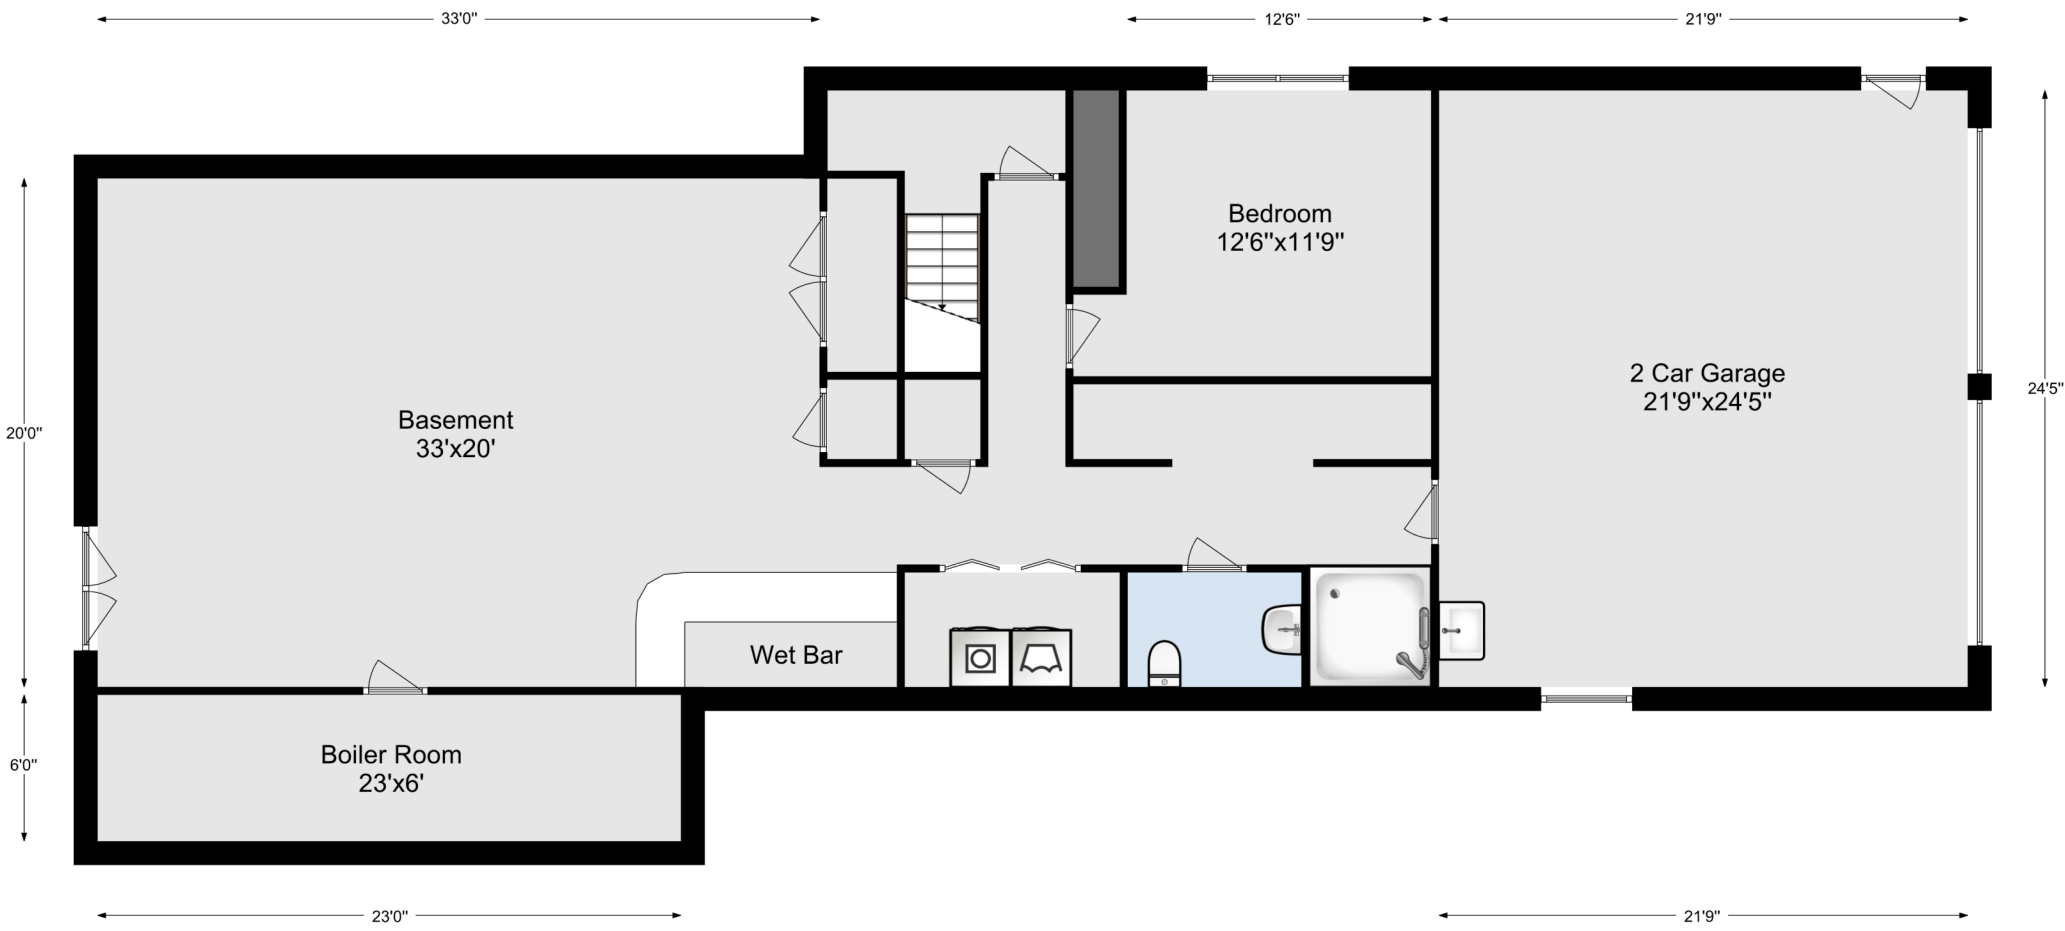 33'0"
12'6"
21'9"
Bedroom
12'6"x11'9"
2 Car Garage
21'9"x24'5"
24'5"
Basement
33'x20'
20'0"
Wet Bar
Boiler Room
23'x6'
6'0"
23'0"
21'9"